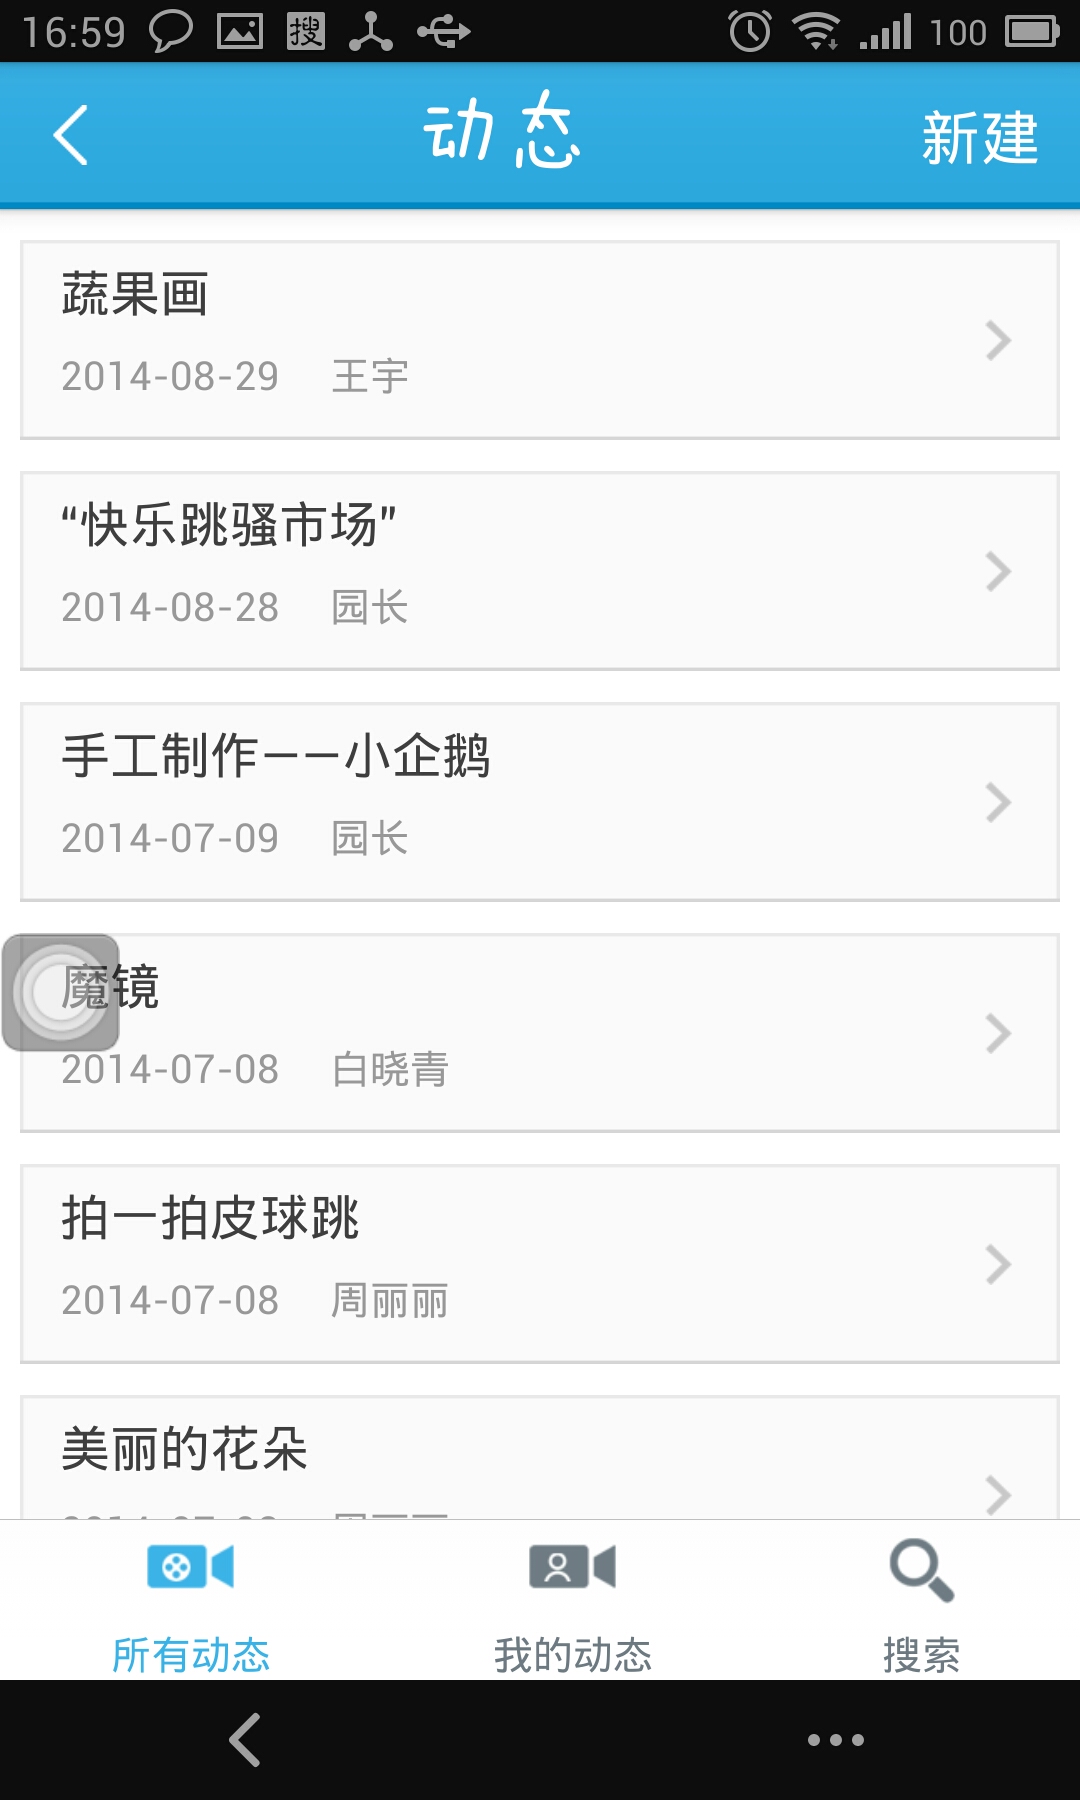 16:59 搜 100
动态 新建
蔬果画
2014-08-29 王宇
“快乐跳骚市场”
2014-08-28 园长
手工制作——小企鹅
2014-07-09 园长
魔镜
2014-07-08 白晓青
拍一拍皮球跳
2014-07-08 周丽丽
美丽的花朵
所有动态 我的动态 搜索